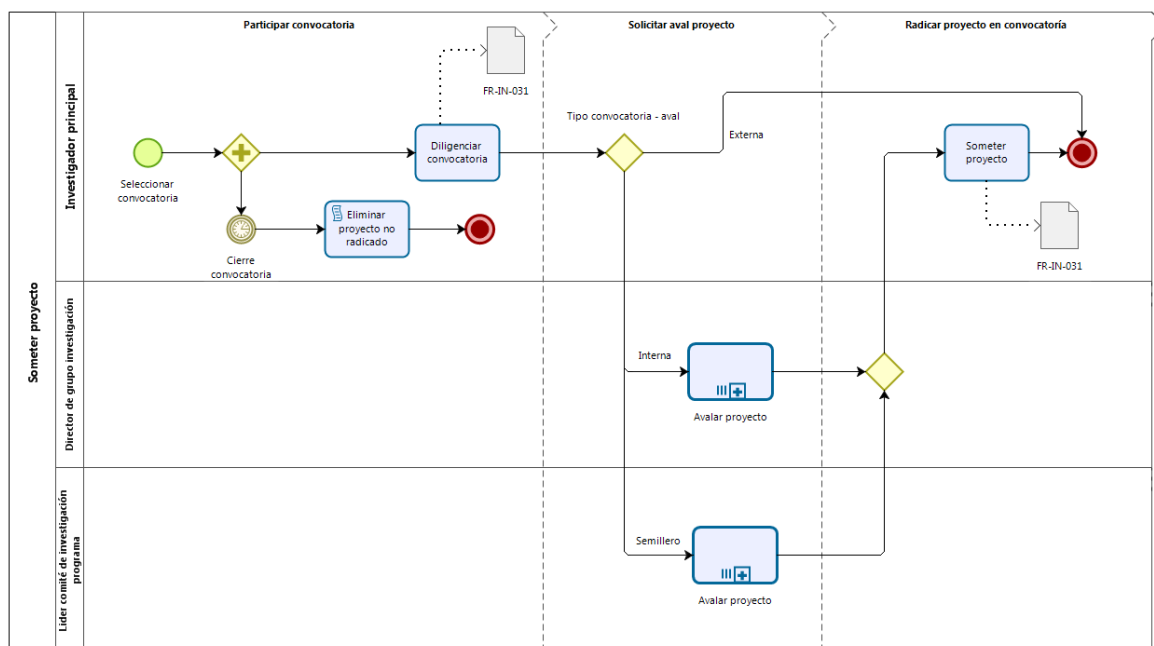 Participar convocatoria
Solicitar aval proyecto
Radicar proyecto en convocatoría
Someter proyecto
Investigador principal
FR-IN-031
Tipo convocatoria - aval
Externa
Diligenciar
convocatoria
Someter
proyecto
Seleccionar
convocatoria
Eliminar
proyecto no
radicado
Cierre
convocatoria
FR-IN-031
Director de grupo investigación
Interna
Avalar proyecto
Lider comité de investigación
programa
Semillero
Avalar proyecto